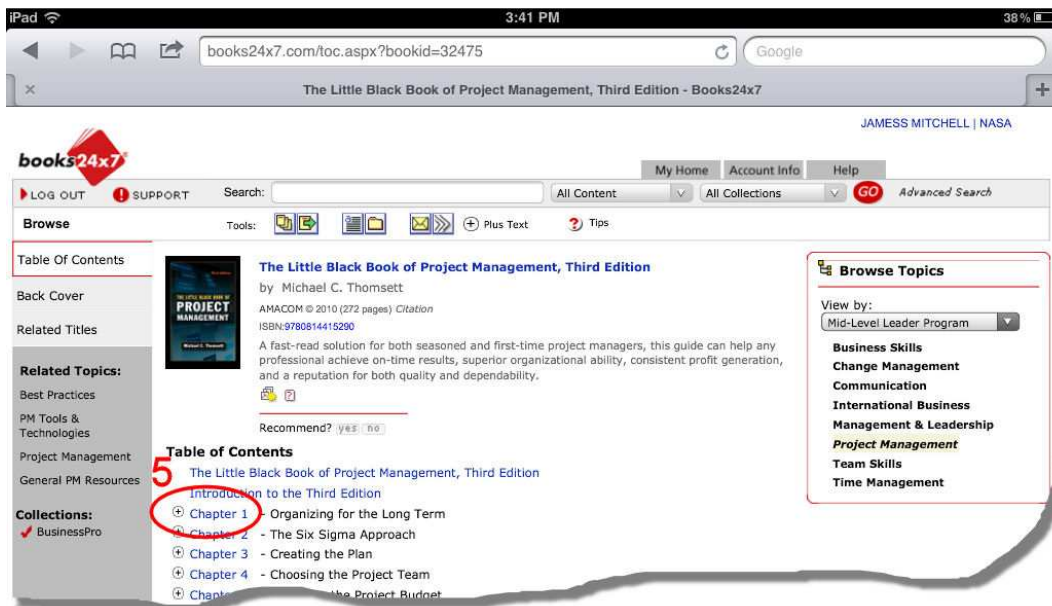 iPad 3:41 PM 38%
books24x7.com/toc.aspx?bookid=32475 Google
The Little Black Book of Project Management, Third Edition - Books24x7
JAMESS MITCHELL | NASA
books24x7
My Home Account Info Help
LOG OUT SUPPORT Search: All Content All Collections GO Advanced Search
Browse Tools: Plus Text Tips
Table Of Contents
Back Cover
Related Titles
Related Topics:
Best Practices
PM Tools &
Technologies
Project Management
General PM Resources
Collections:
BusinessPro
THE LITTLE BLACK BOOK OF
PROJECT
MANAGEMENT
Michael C. Thomsett
The Little Black Book of Project Management, Third Edition
by Michael C. Thomsett
AMACOM © 2010 (272 pages) Citation
ISBN:9780814415290
A fast-read solution for both seasoned and first-time project managers, this guide can help any
professional achieve on-time results, superior organizational ability, consistent profit generation,
and a reputation for both quality and dependability.
Recommend? yes no
Table of Contents
5
The Little Black Book of Project Management, Third Edition
Introduction to the Third Edition
Chapter 1 - Organizing for the Long Term
Chapter 2 - The Six Sigma Approach
Chapter 3 - Creating the Plan
Chapter 4 - Choosing the Project Team
the Project Budget
Browse Topics
View by:
Mid-Level Leader Program
Business Skills
Change Management
Communication
International Business
Management & Leadership
Project Management
Team Skills
Time Management